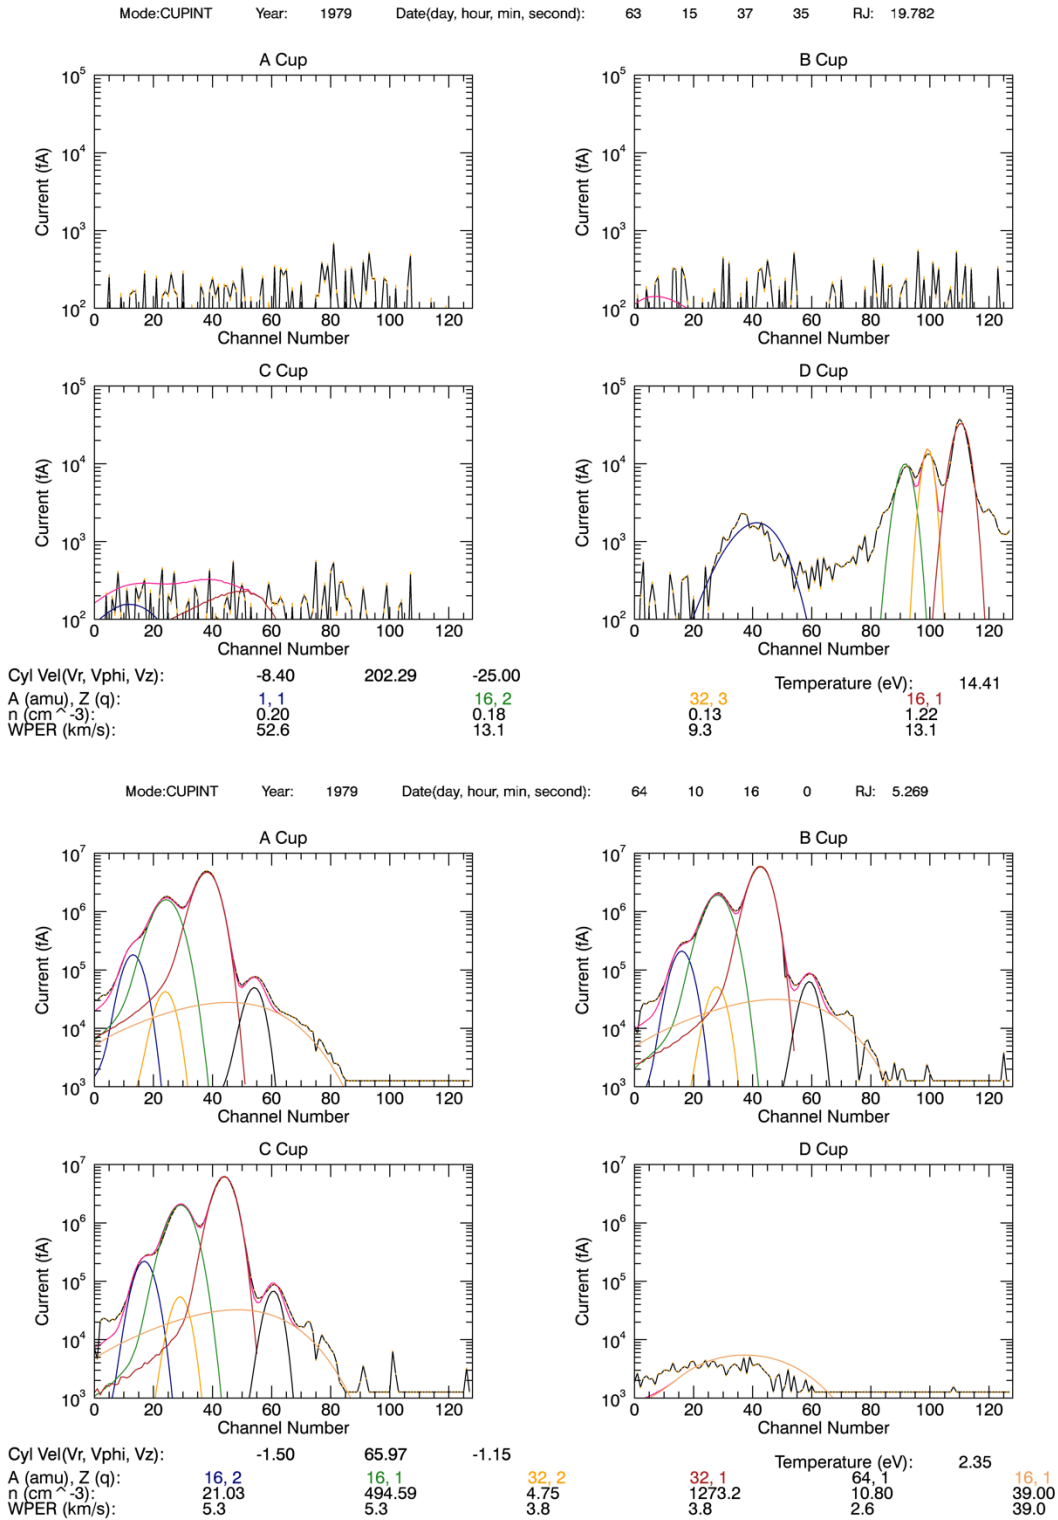 Mode:CUPINT Year: 1979 Date(day, hour, min, second): 63 15 37 35 RJ: 19.782
A Cup B Cup
10^5 10^5
10^4 10^4
10^3 10^3
10^2 10^2
Current (fA) Current (fA)
0 20 40 60 80 100 120 0 20 40 60 80 100 120
Channel Number Channel Number
C Cup D Cup
10^5 10^5
10^4 10^4
10^3 10^3
10^2 10^2
Current (fA) Current (fA)
0 20 40 60 80 100 120 0 20 40 60 80 100 120
Channel Number Channel Number
Cyl Vel(Vr, Vphi, Vz): -8.40 202.29 -25.00 Temperature (eV): 14.41
A (amu), Z (q): 1, 1 16, 2 32, 3 16, 1
n (cm^-3): 0.20 0.18 0.13 1.22
WPER (km/s): 52.6 13.1 9.3 13.1
Mode:CUPINT Year: 1979 Date(day, hour, min, second): 64 10 16 0 RJ: 5.269
A Cup B Cup
10^7 10^7
10^6 10^6
10^5 10^5
10^4 10^4
10^3 10^3
Current (fA) Current (fA)
0 20 40 60 80 100 120 0 20 40 60 80 100 120
Channel Number Channel Number
C Cup D Cup
10^7 10^7
10^6 10^6
10^5 10^5
10^4 10^4
10^3 10^3
Current (fA) Current (fA)
0 20 40 60 80 100 120 0 20 40 60 80 100 120
Channel Number Channel Number
Cyl Vel(Vr, Vphi, Vz): -1.50 65.97 -1.15 Temperature (eV): 2.35
A (amu), Z (q): 16, 2 16, 1 32, 2 32, 1 64, 1 16, 1
n (cm^-3): 21.03 494.59 4.75 1273.2 10.80 39.00
WPER (km/s): 5.3 5.3 3.8 3.8 2.6 39.0